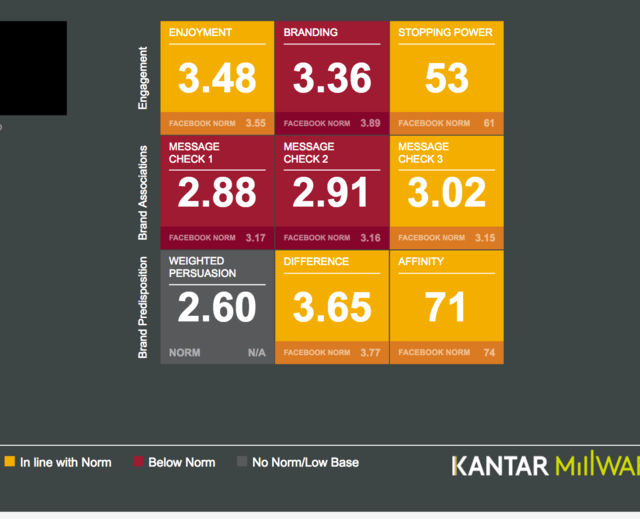 ENJOYMENT
3.48
FACEBOOK NORM 3.55
BRANDING
3.36
FACEBOOK NORM 3.89
STOPPING POWER
53
FACEBOOK NORM 61
Engagement
MESSAGE
CHECK 1
2.88
FACEBOOK NORM 3.17
MESSAGE
CHECK 2
2.91
FACEBOOK NORM 3.16
MESSAGE
CHECK 3
3.02
FACEBOOK NORM 3.15
Brand Associations
WEIGHTED
PERSUASION
2.60
NORM N/A
DIFFERENCE
3.65
FACEBOOK NORM 3.77
AFFINITY
71
FACEBOOK NORM 74
Brand Predisposition
In line with Norm
Below Norm
No Norm/Low Base
KANTAR MillWAR